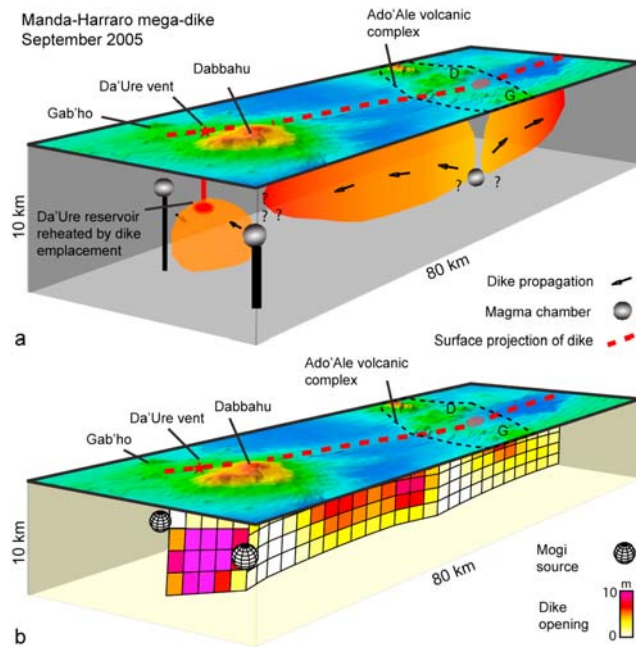 Manda-Harraro mega-dike
September 2005
Ado'Ale volcanic
complex
Dabbahu
Da'Ure vent
Gab'ho
D
G
? ?
? ?
Da'Ure reservoir
reheated by dike
emplacement
10 km
80 km
Dike propagation
Magma chamber
Surface projection of dike
a
Ado'Ale volcanic
complex
Dabbahu
Da'Ure vent
Gab'ho
D
G
10 km
80 km
Mogi
source
m
10
Dike
opening
0
b